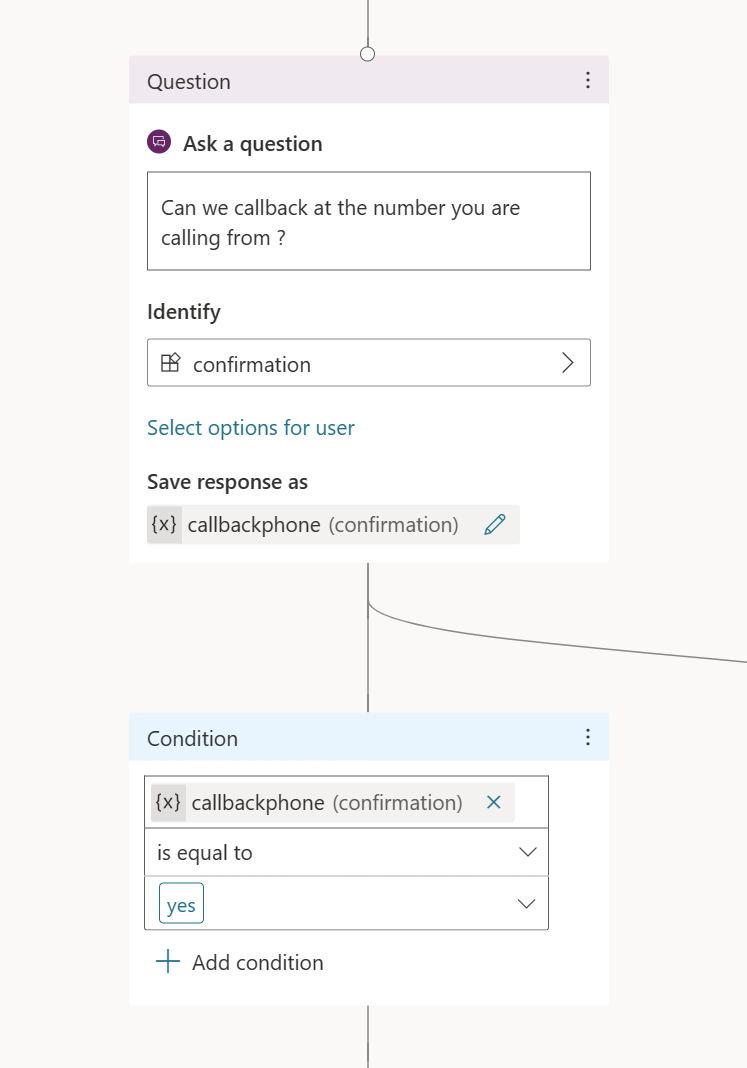 Question
Ask a question
Can we callback at the number you are
calling from ?
Identify
confirmation
Select options for user
Save response as
{x} callbackphone (confirmation)
Condition
{x} callbackphone (confirmation)
is equal to
yes
Add condition